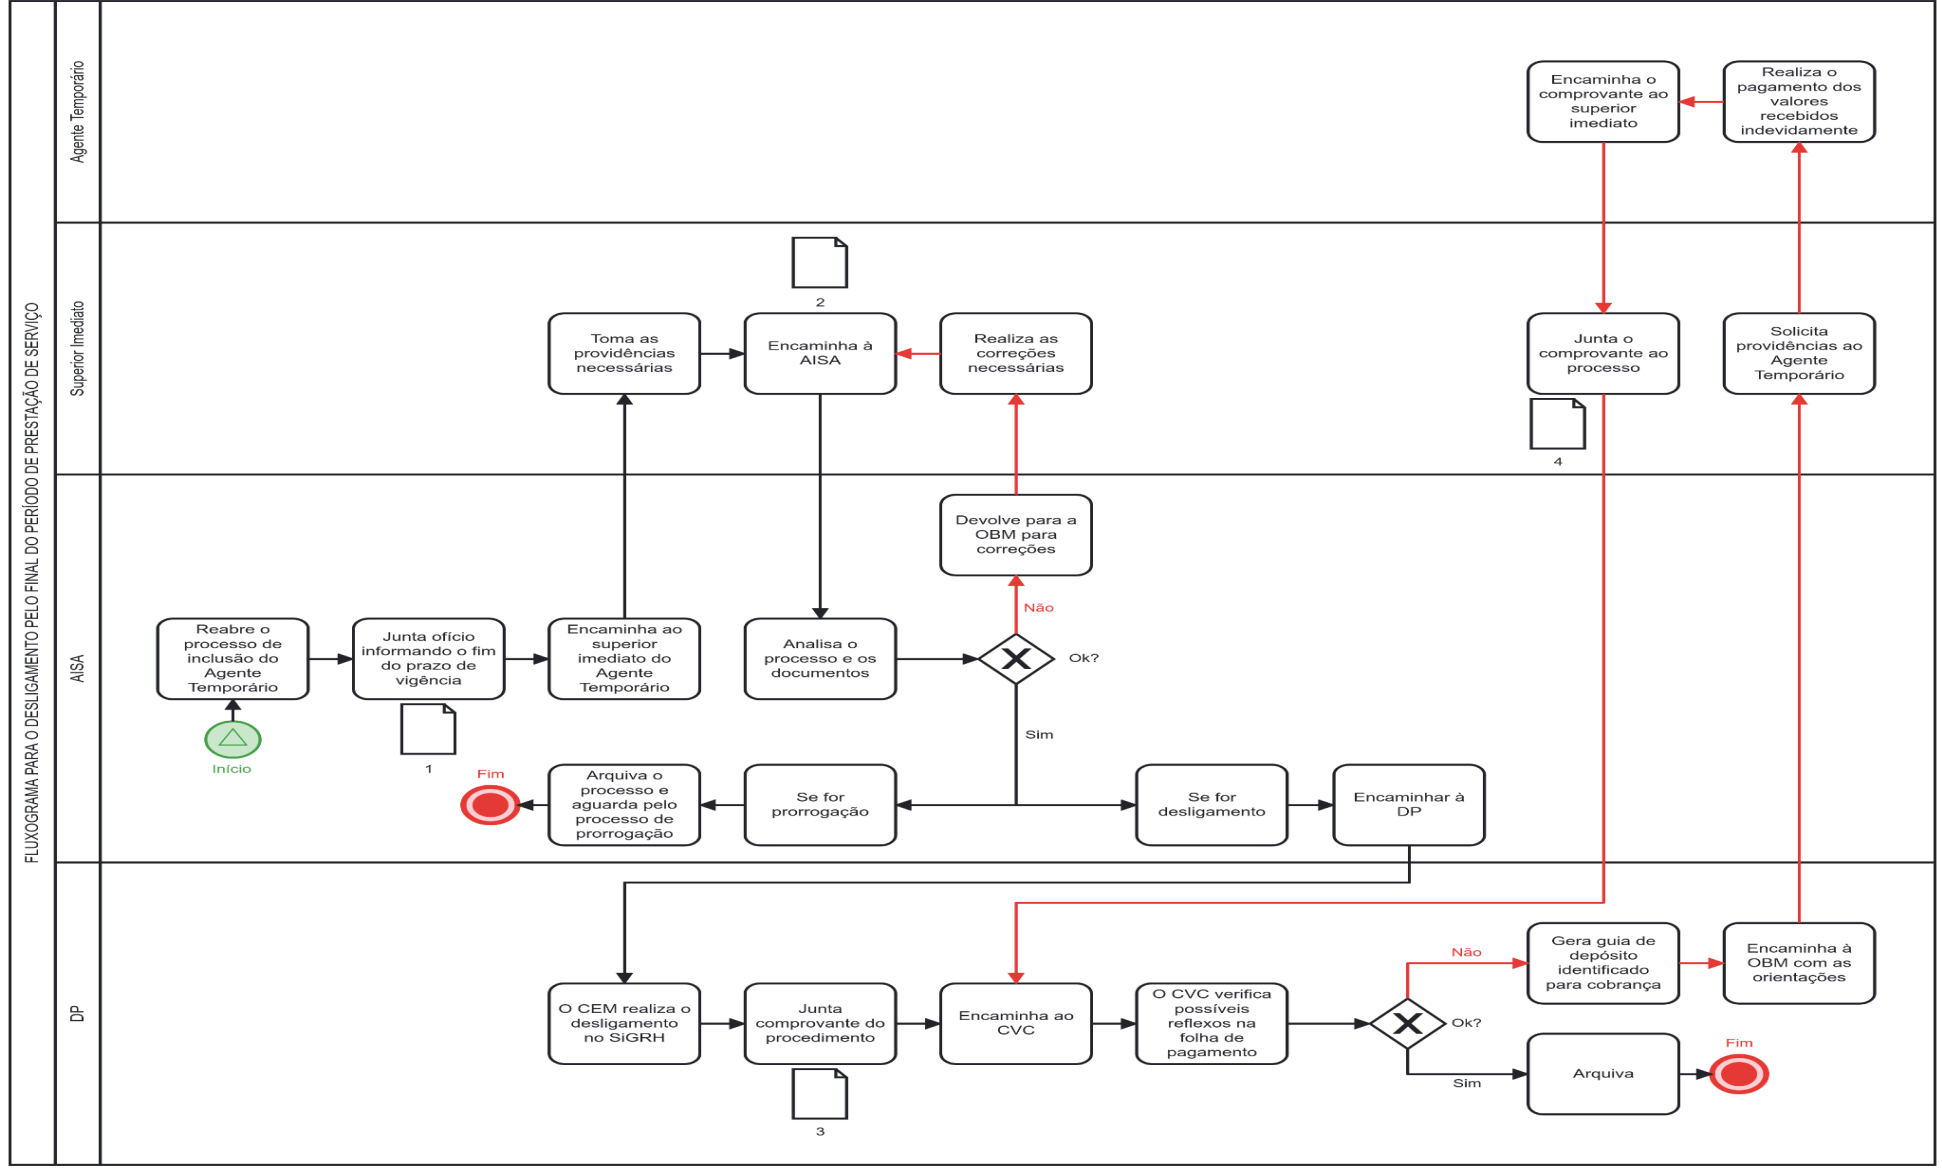 FLUXOGRAMA PARA O DESLIGAMENTO PELO FINAL DO PERÍODO DE PRESTAÇÃO DE SERVIÇO
Agente Temporário
Encaminha o
comprovante ao
superior
imediato
Realiza o
pagamento dos
valores
recebidos
indevidamente
Superior Imediato
2
Toma as
providências
necessárias
Encaminha à
AISA
Realiza as
correções
necessárias
Junta o
comprovante ao
processo
4
Solicita
providências ao
Agente
Temporário
AISA
Devolve para a
OBM para
correções
Não
Reabre o
processo de
inclusão do
Agente
Temporário
Início
Junta ofício
informando o fim
do prazo de
vigência
1
Encaminha ao
superior
imediato do
Agente
Temporário
Analisa o
processo e os
documentos
Ok?
Sim
Fim
Arquiva o
processo e
aguarda pelo
processo de
prorrogação
Se for
prorrogação
Se for
desligamento
Encaminhar à
DP
DP
O CEM realiza o
desligamento
no SiGRH
Junta
comprovante do
procedimento
3
Encaminha ao
CVC
O CVC verifica
possíveis
reflexos na
folha de
pagamento
Ok?
Não
Gera guia de
depósito
identificado
para cobrança
Encaminha à
OBM com as
orientações
Sim
Arquiva
Fim